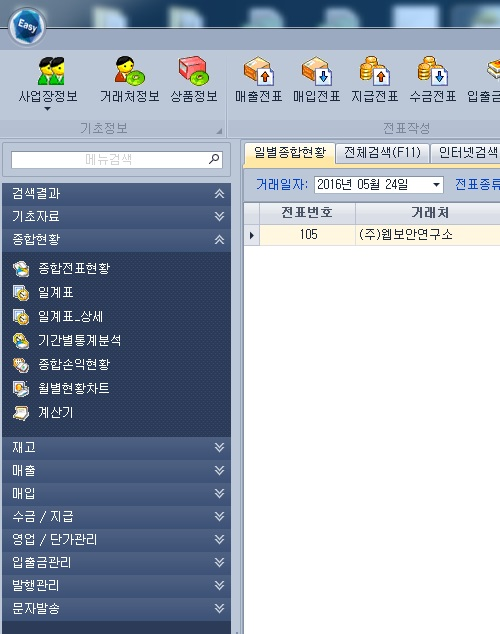 Easy
사업장정보 거래처정보 상품정보 매출전표 매입전표 지급전표 수금전표 입출금
기초정보 전표작성
메뉴검색
검색결과
기초자료
종합현황
종합전표현황
일계표
일계표_상세
기간별통계분석
종합손익현황
월별현황차트
계산기
재고
매출
매입
수금 / 지급
영업 / 단가관리
입출금관리
발행관리
문자발송
일별종합현황 전체검색(F11) 인터넷검색
거래일자: 2016년 05월 24일 전표종류
전표번호 거래처
105 (주)웹보안연구소